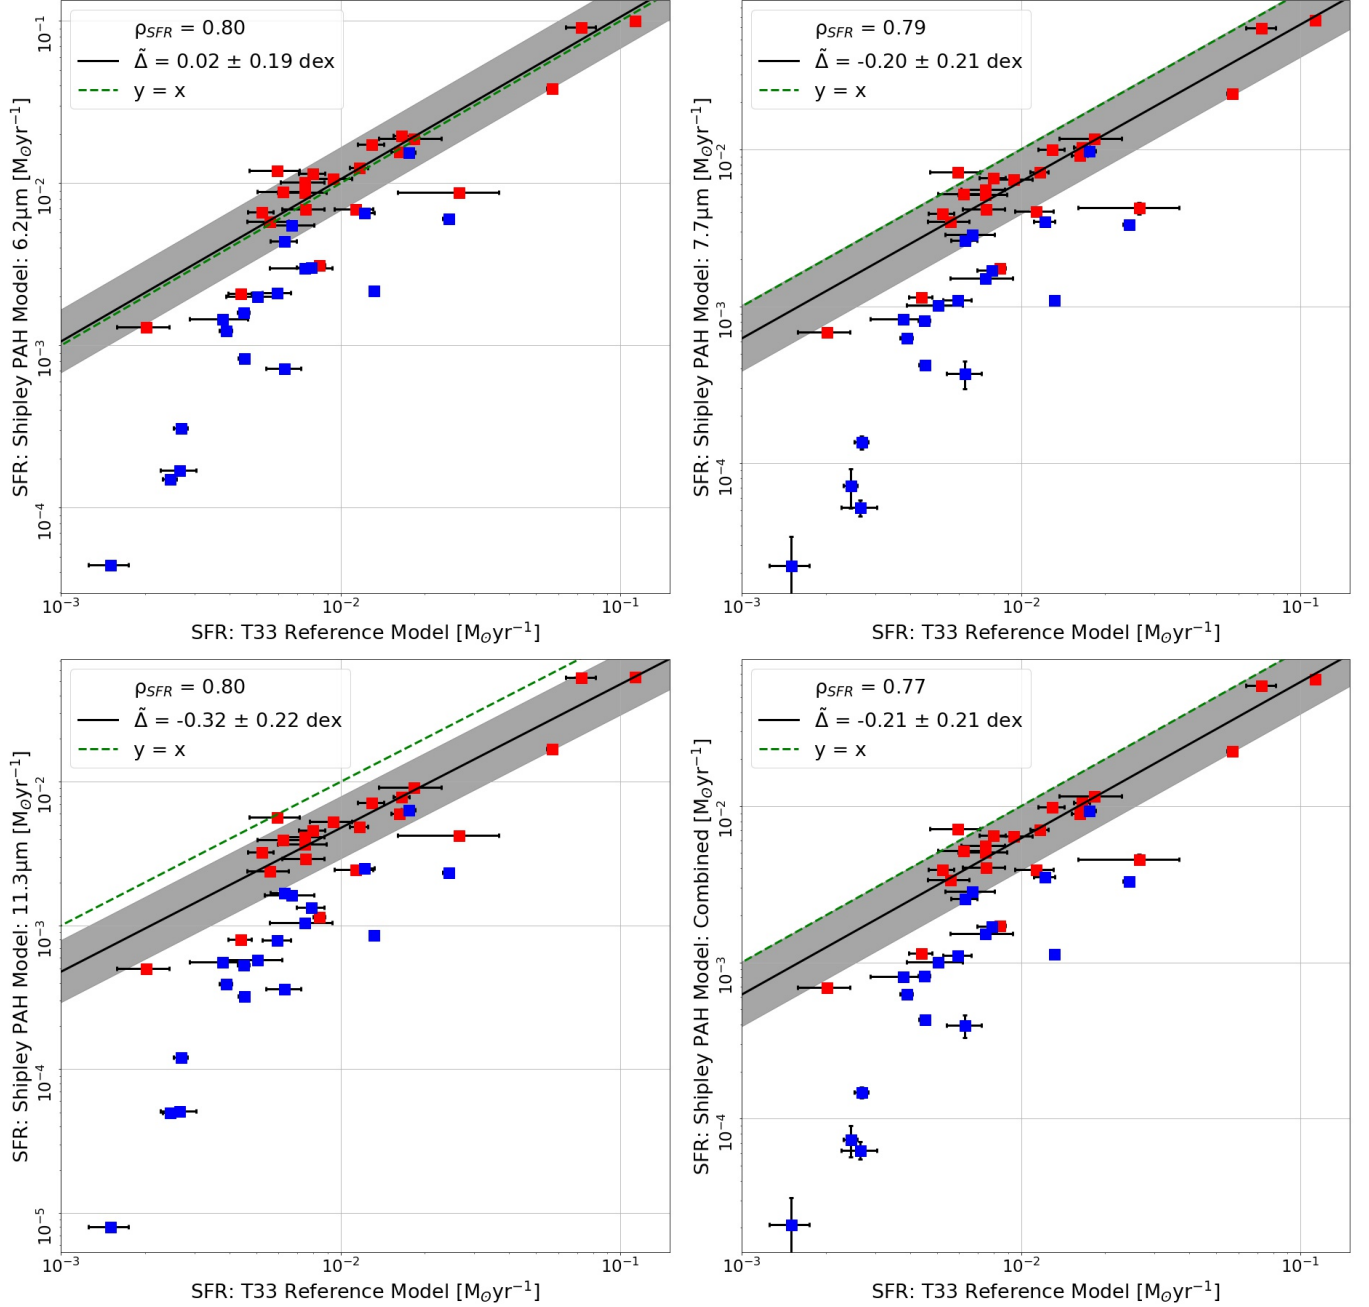 ρSFR = 0.80
Δ̃ = 0.02 ± 0.19 dex
y = x
10⁻¹
10⁻²
10⁻³
10⁻⁴
SFR: Shipley PAH Model: 6.2μm [M⊙yr⁻¹]
10⁻³ 10⁻² 10⁻¹
SFR: T33 Reference Model [M⊙yr⁻¹]
ρSFR = 0.79
Δ̃ = -0.20 ± 0.21 dex
y = x
10⁻²
10⁻³
10⁻⁴
SFR: Shipley PAH Model: 7.7μm [M⊙yr⁻¹]
10⁻³ 10⁻² 10⁻¹
SFR: T33 Reference Model [M⊙yr⁻¹]
ρSFR = 0.80
Δ̃ = -0.32 ± 0.22 dex
y = x
10⁻²
10⁻³
10⁻⁴
10⁻⁵
SFR: Shipley PAH Model: 11.3μm [M⊙yr⁻¹]
10⁻³ 10⁻² 10⁻¹
SFR: T33 Reference Model [M⊙yr⁻¹]
ρSFR = 0.77
Δ̃ = -0.21 ± 0.21 dex
y = x
10⁻²
10⁻³
10⁻⁴
SFR: Shipley PAH Model: Combined [M⊙yr⁻¹]
10⁻³ 10⁻² 10⁻¹
SFR: T33 Reference Model [M⊙yr⁻¹]